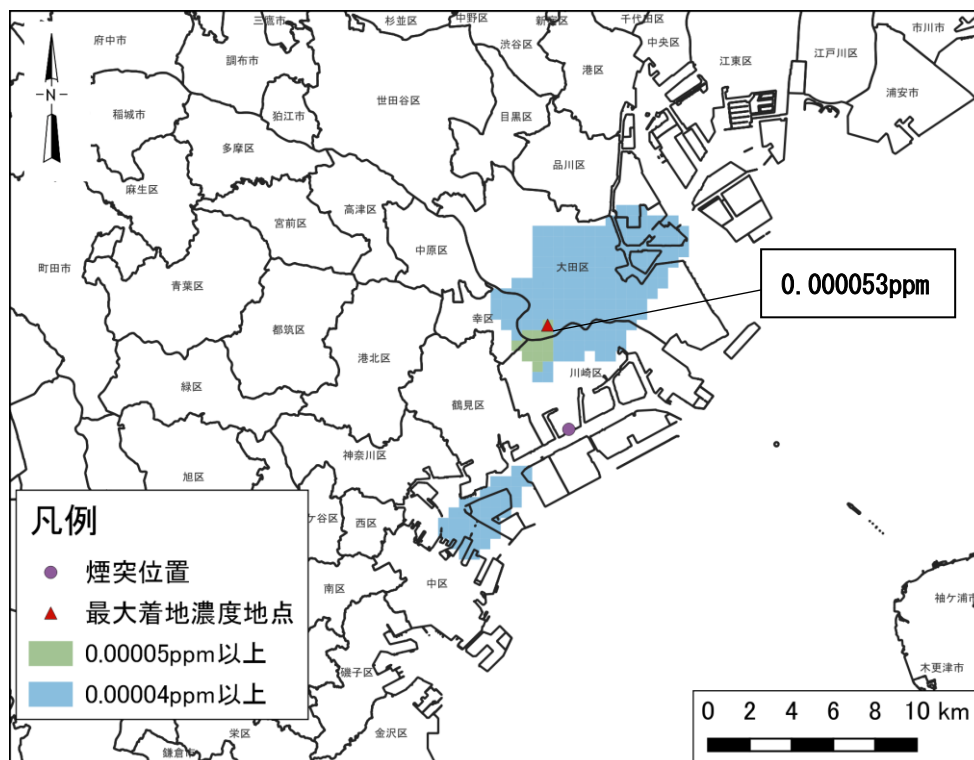 三鷹市
杉並区
中野区
新宿区
千代田区
市川市
府中市
調布市
渋谷区
港区
中央区
江東区
江戸川区
浦安市
N
世田谷区
稲城市
狛江市
目黒区
多摩区
品川区
麻生区
高津区
宮前区
中原区
町田市
大田区
青葉区
0.000053ppm
幸区
都筑区
港北区
川崎区
緑区
鶴見区
神奈川区
旭区
凡例
ケ谷区
西区
煙突位置
中区
南区
最大着地濃度地点
袖ケ浦市
0.00005ppm以上
木更津市
磯子区
0.00004ppm以上
0 2 4 6 8 10 km
栄区
金沢区
鎌倉市